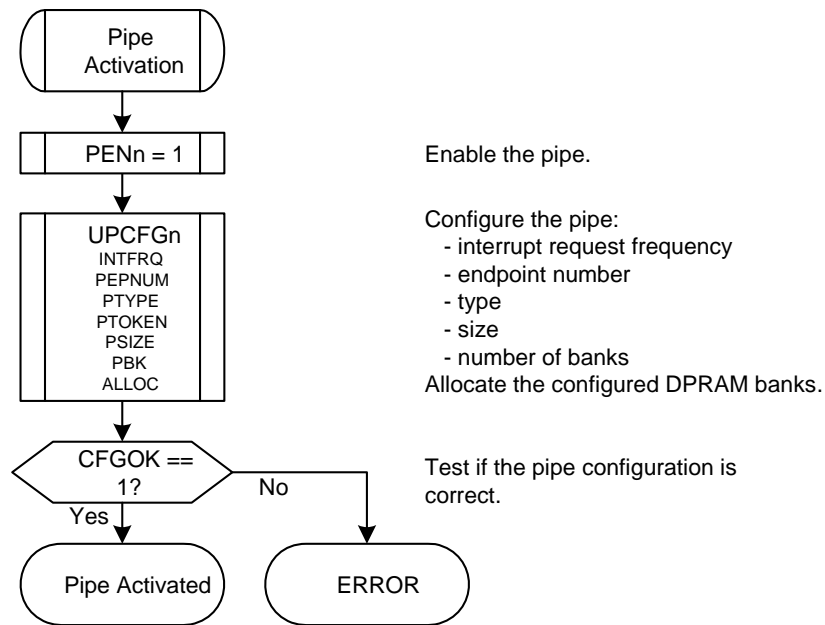 Pipe
Activation
PENn = 1
Enable the pipe.
UPCFGn
INTFRQ
PEPNUM
PTYPE
PTOKEN
PSIZE
PBK
ALLOC
Configure the pipe:
- interrupt request frequency
- endpoint number
- type
- size
- number of banks
Allocate the configured DPRAM banks.
CFGOK ==
1?
Test if the pipe configuration is
correct.
No
Yes
Pipe Activated
ERROR